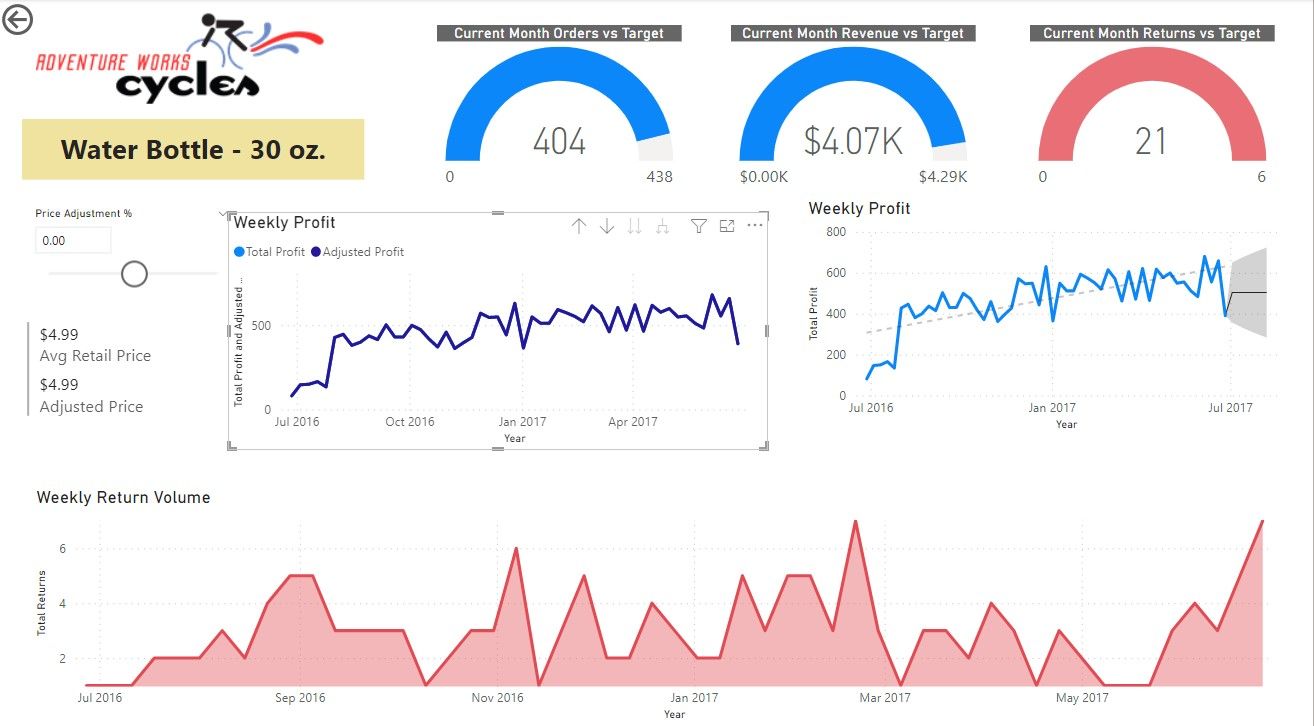 ADVENTURE WORKS
cycles
Water Bottle - 30 oz.
Current Month Orders vs Target
404
0
438
Current Month Revenue vs Target
$4.07K
$0.00K
$4.29K
Current Month Returns vs Target
21
0
6
Price Adjustment %
0.00
$4.99
Avg Retail Price
$4.99
Adjusted Price
Weekly Profit
Total Profit Adjusted Profit
Total Profit and Adjusted ...
500
0
Jul 2016 Oct 2016 Jan 2017 Apr 2017
Year
Weekly Profit
Total Profit
800
600
400
200
0
Jul 2016 Jan 2017 Jul 2017
Year
Weekly Return Volume
Total Returns
6
4
2
Jul 2016 Sep 2016 Nov 2016 Jan 2017 Mar 2017 May 2017
Year